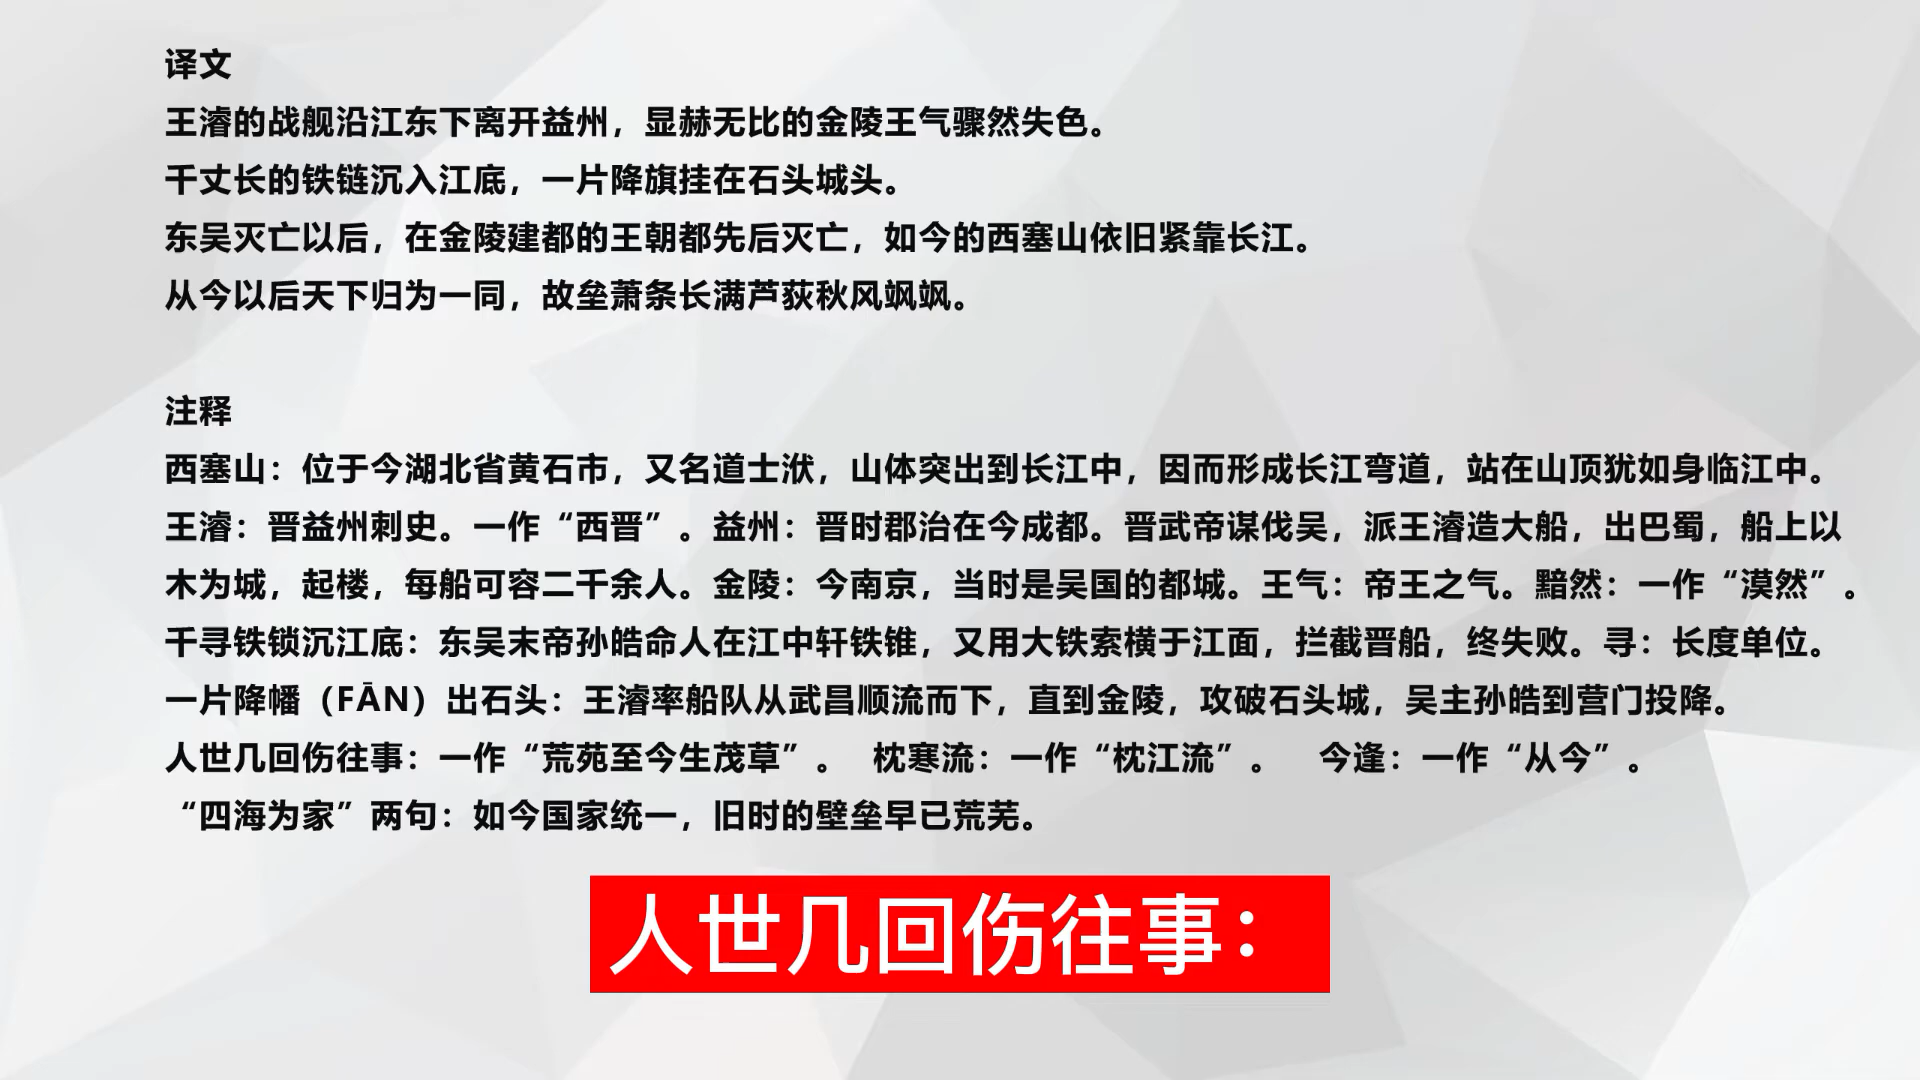 译文
王濬的战舰沿江东下离开益州，显赫无比的金陵王气骤然失色。
千丈长的铁链沉入江底，一片降旗挂在石头城头。
东吴灭亡以后，在金陵建都的王朝都先后灭亡，如今的西塞山依旧紧靠长江。
从今以后天下归为一同，故垒萧条长满芦荻秋风飒飒。
注释
西塞山：位于今湖北省黄石市，又名道士洑，山体突出到长江中，因而形成长江弯道，站在山顶犹如身临江中。
王濬：晋益州刺史。一作“西晋”。益州：晋时郡治在今成都。晋武帝谋伐吴，派王濬造大船，出巴蜀，船上以
木为城，起楼，每船可容二千余人。金陵：今南京，当时是吴国的都城。王气：帝王之气。黯然：一作“漠然”。
千寻铁锁沉江底：东吴末帝孙皓命人在江中轩铁锥，又用大铁索横于江面，拦截晋船，终失败。寻：长度单位。
一片降幡（FĀN）出石头：王濬率船队从武昌顺流而下，直到金陵，攻破石头城，吴主孙皓到营门投降。
人世几回伤往事：一作“荒苑至今生茂草”。 枕寒流：一作“枕江流”。 今逢：一作“从今”。
“四海为家”两句：如今国家统一，旧时的壁垒早已荒芜。
人世几回伤往事：